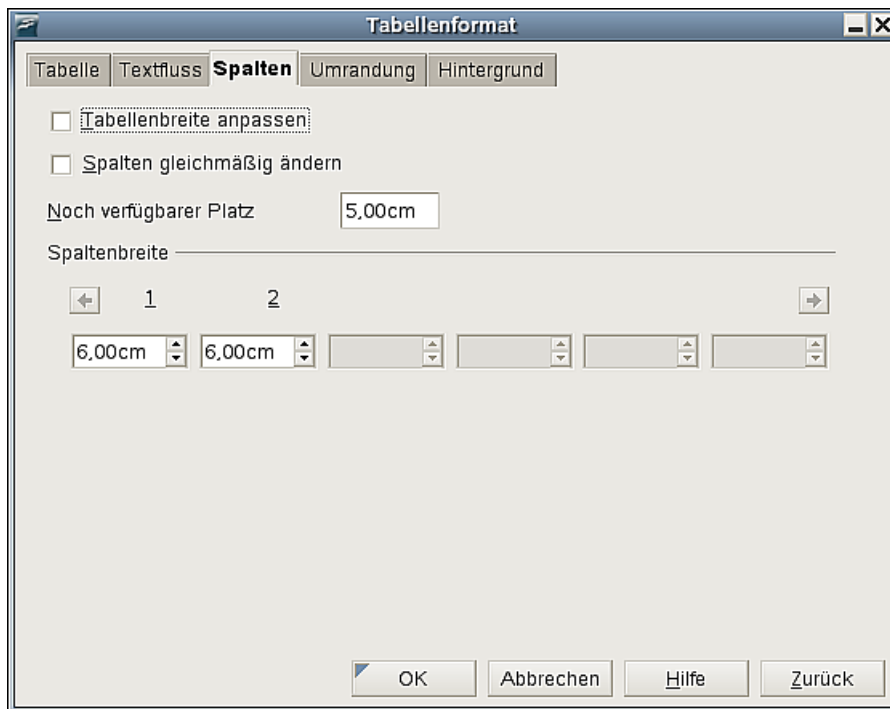 Tabellenformat
Tabelle Textfluss Spalten Umrandung Hintergrund
Tabellenbreite anpassen
Spalten gleichmäßig ändern
Noch verfügbarer Platz 5,00cm
Spaltenbreite
1 2
6,00cm 6,00cm
OK Abbrechen Hilfe Zurück